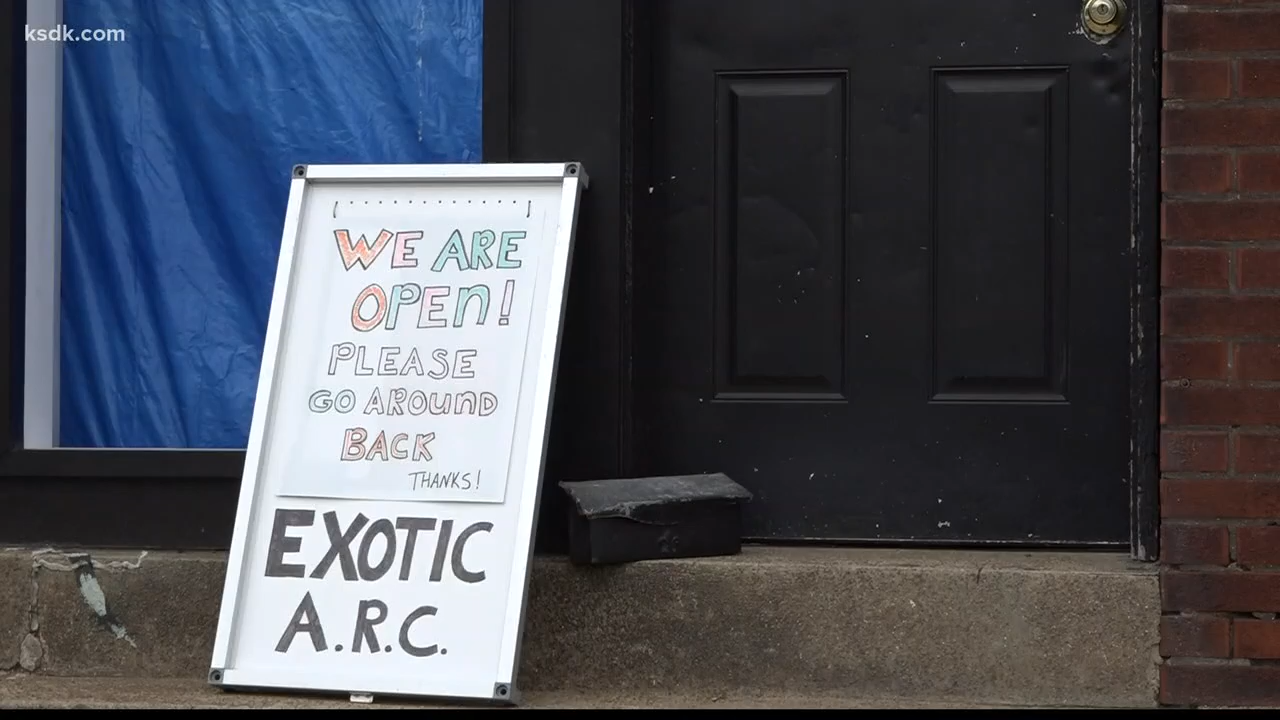 ksdk.com
WE ARE
OPEN!
PLEASE
GO AROUND
BACK
THANKS!
EXOTIC
A.R.C.